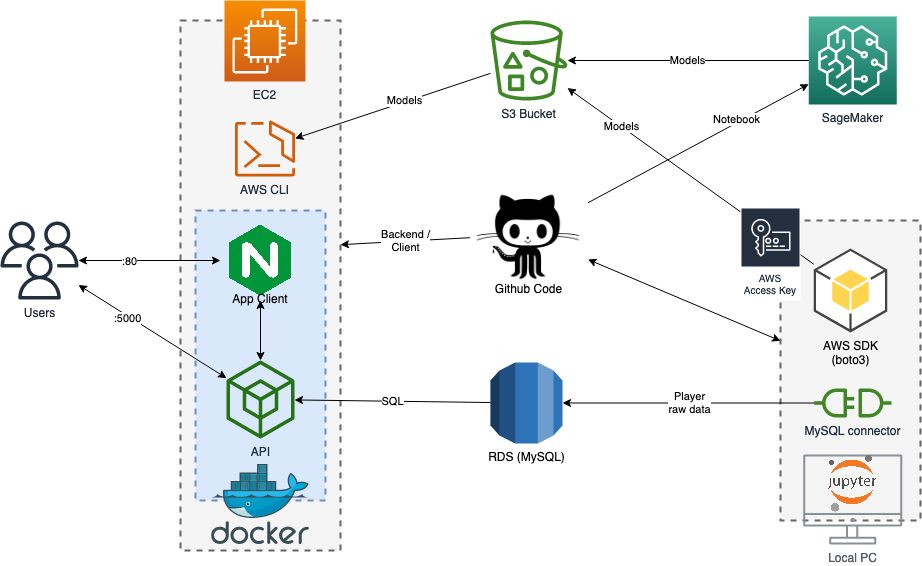 EC2
AWS CLI
Models
S3 Bucket
Models
SageMaker
Models
Notebook
Users
:80
:5000
N
App Client
API
docker
Backend /
Client
Github Code
AWS
Access Key
AWS SDK
(boto3)
SQL
RDS (MySQL)
Player
raw data
MySQL connector
jupyter
Local PC